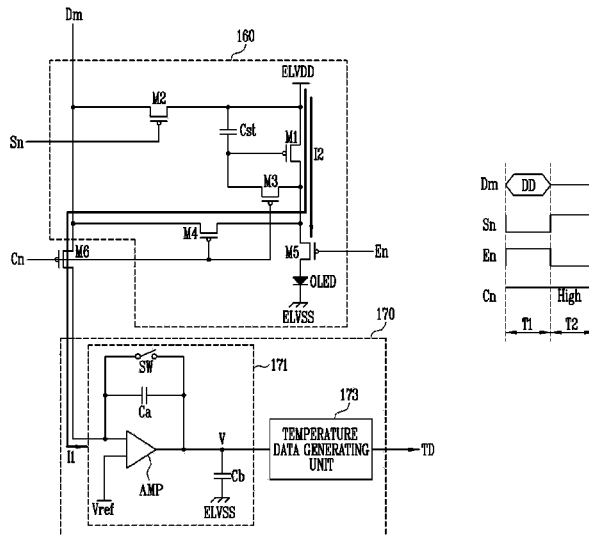 Dm
160
ELVDD
M2
Cst
M1
I2
Sn
M3
M4
Cn
M6
M5
En
OLED
ELVSS
170
SW
171
Ca
173
TEMPERATURE
DATA GENERATING
UNIT
V
TD
I1
AMP
Cb
Vref
ELVSS
Dm
DD
Sn
En
Cn
High
T1
T2